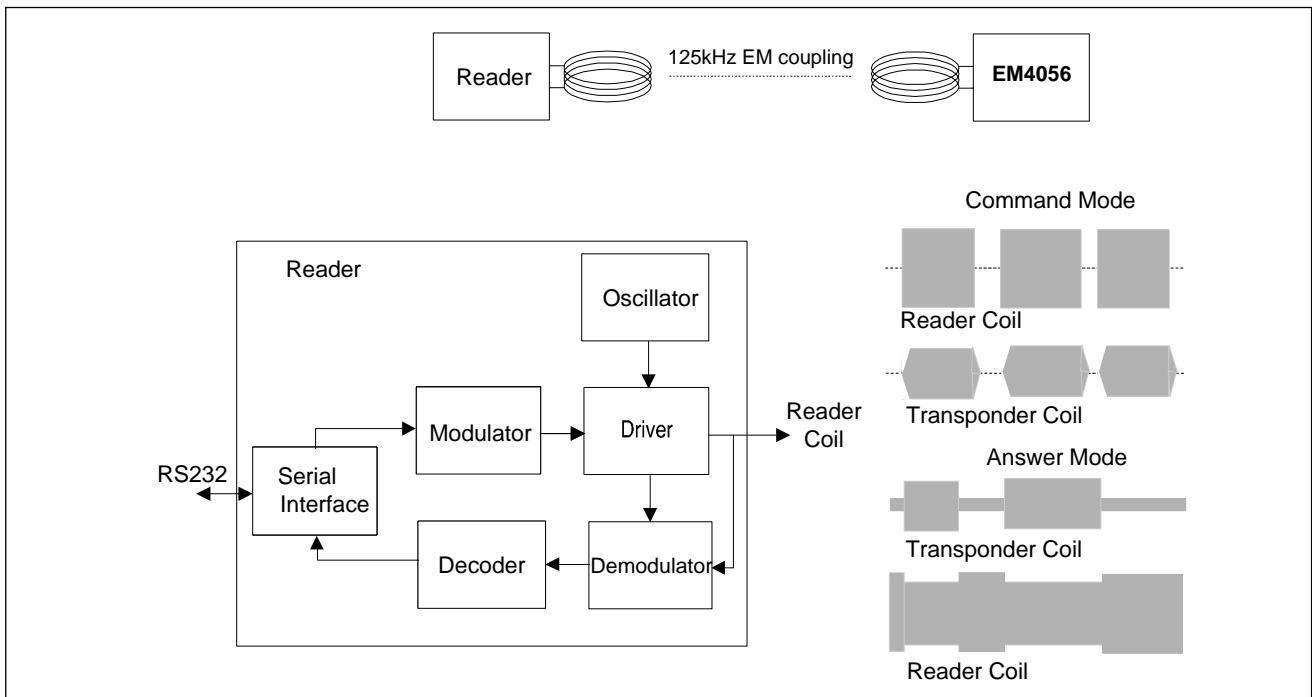 Reader
125kHz EM coupling
EM4056
Reader
Oscillator
Modulator
Driver
Reader
Coil
RS232
Serial
Interface
Decoder
Demodulator
Command Mode
Reader Coil
Transponder Coil
Answer Mode
Transponder Coil
Reader Coil